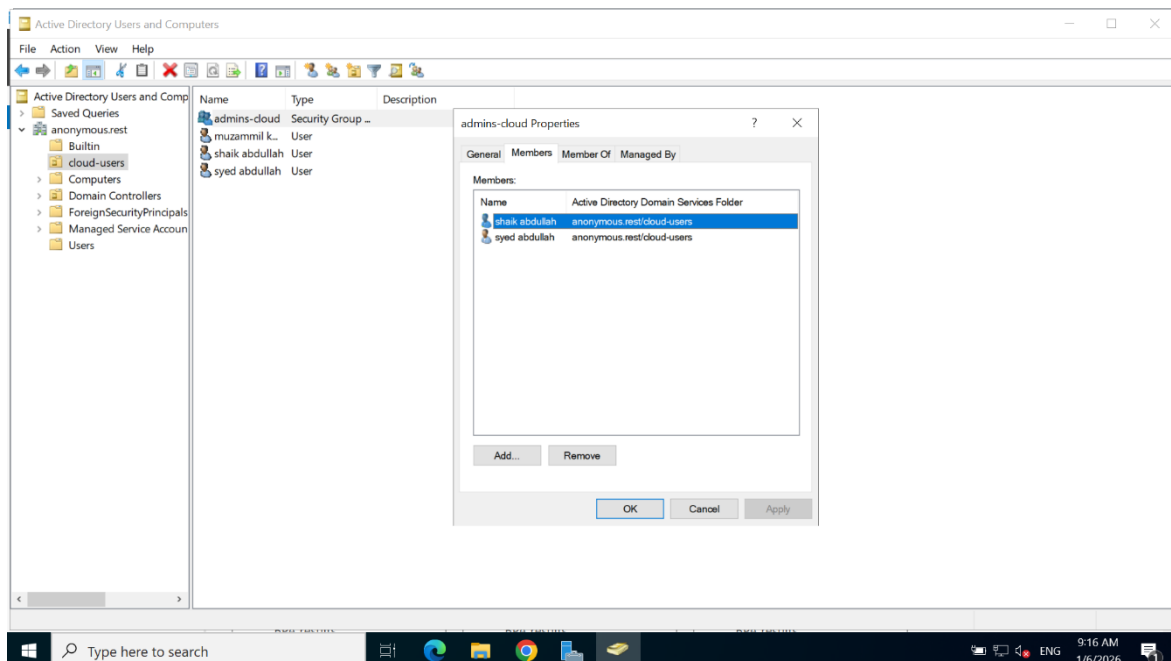 Active Directory Users and Computers
File Action View Help
Active Directory Users and Comp
Saved Queries
anonymous.rest
Builtin
cloud-users
Computers
Domain Controllers
ForeignSecurityPrincipals
Managed Service Accoun
Users
Name Type Description
admins-cloud Security Group ...
muzammil k... User
shaik abdullah User
syed abdullah User
admins-cloud Properties ? ×
General Members Member Of Managed By
Members:
Name Active Directory Domain Services Folder
shaik abdullah anonymous.rest/cloud-users
syed abdullah anonymous.rest/cloud-users
Add... Remove
OK Cancel Apply
Type here to search
ENG
9:16 AM
1/6/2026